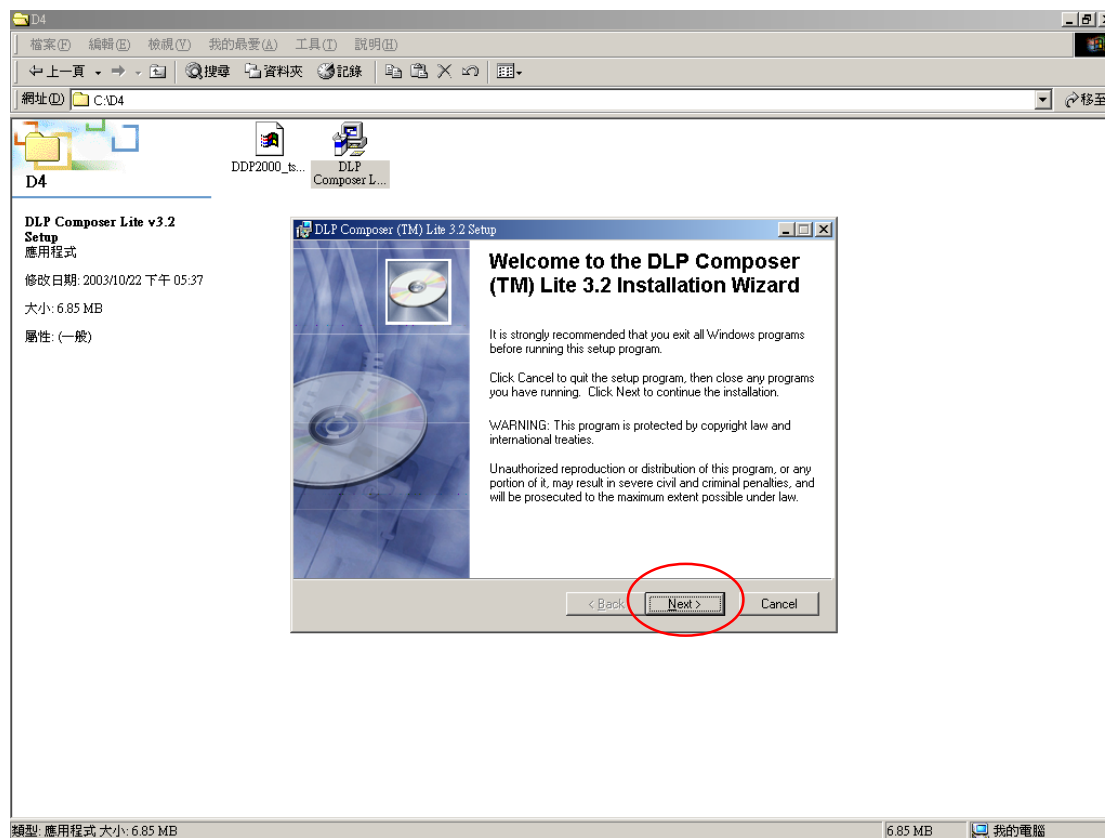 D4
檔案(F) 編輯(E) 檢視(V) 我的最愛(A) 工具(T) 說明(H)
上一頁 搜尋 資料夾 記錄
網址(D) C:\D4 移至
DDP2000_ts...
DLP
Composer L...
D4
DLP Composer Lite v3.2
Setup
應用程式
修改日期: 2003/10/22 下午 05:37
大小: 6.85 MB
屬性: (一般)
DLP Composer (TM) Lite 3.2 Setup
Welcome to the DLP Composer
(TM) Lite 3.2 Installation Wizard
It is strongly recommended that you exit all Windows programs
before running this setup program.
Click Cancel to quit the setup program, then close any programs
you have running. Click Next to continue the installation.
WARNING: This program is protected by copyright law and
international treaties.
Unauthorized reproduction or distribution of this program, or any
portion of it, may result in severe civil and criminal penalties, and
will be prosecuted to the maximum extent possible under law.
< Back Next > Cancel
類型: 應用程式 大小: 6.85 MB 6.85 MB 我的電腦